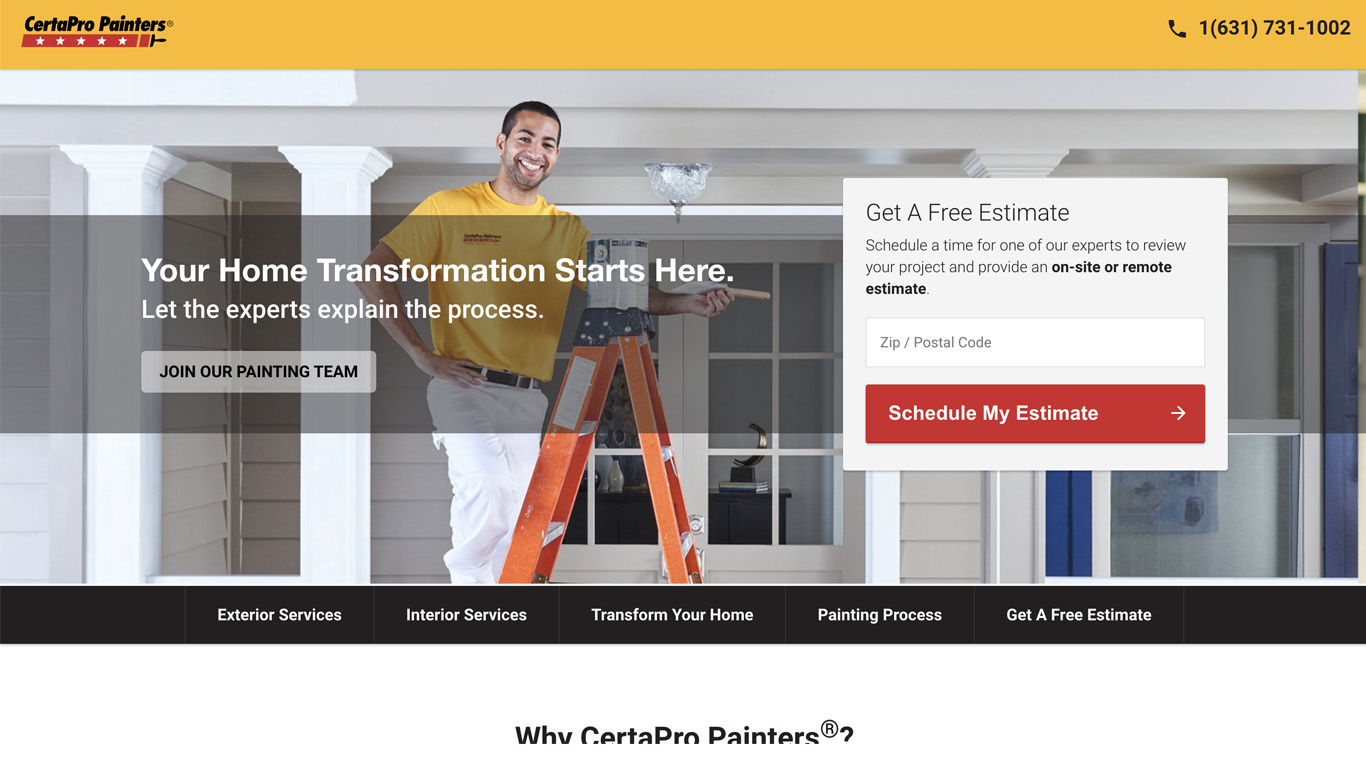 CertaPro Painters®
1(631) 731-1002
CertaPro Painters
Your Home Transformation Starts Here.
Let the experts explain the process.
JOIN OUR PAINTING TEAM
Get A Free Estimate
Schedule a time for one of our experts to review
your project and provide an on-site or remote
estimate.
Zip / Postal Code
Schedule My Estimate
Exterior Services
Interior Services
Transform Your Home
Painting Process
Get A Free Estimate
Why CertaPro Painters®?